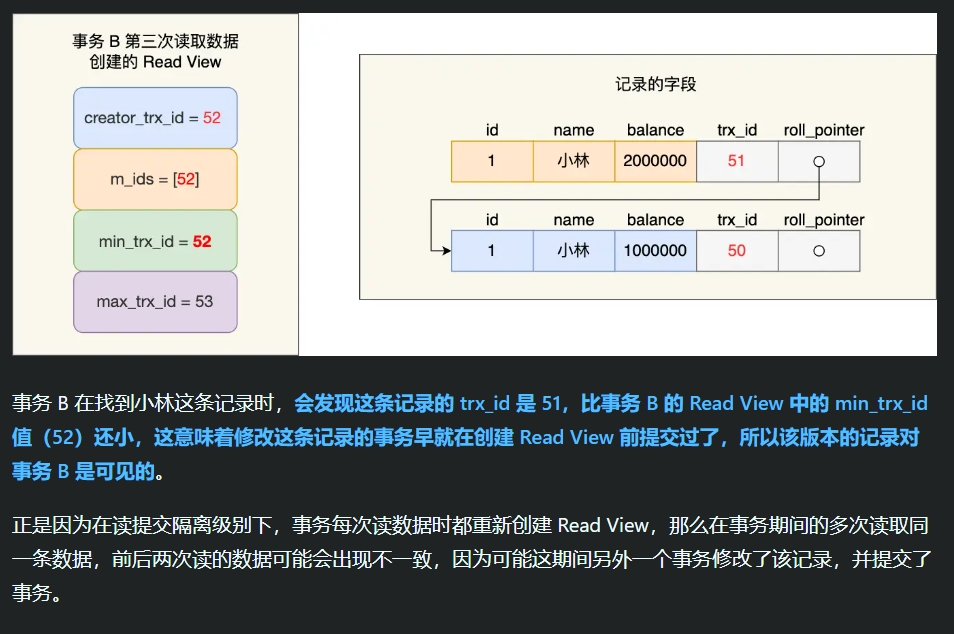 事务 B 第三次读取数据
创建的 Read View
creator_trx_id = 52
m_ids = [52]
min_trx_id = 52
max_trx_id = 53
记录的字段
id name balance trx_id roll_pointer
1 小林 2000000 51
id name balance trx_id roll_pointer
1 小林 1000000 50
事务 B 在找到小林这条记录时，会发现这条记录的 trx_id 是 51，比事务 B 的 Read View 中的 min_trx_id
值（52）还小，这意味着修改这条记录的事务早就在创建 Read View 前提交过了，所以该版本的记录对
事务 B 是可见的。
正是因为在读提交隔离级别下，事务每次读数据时都重新创建 Read View，那么在事务期间的多次读取同
一条数据，前后两次读的数据可能会出现不一致，因为可能这期间另外一个事务修改了该记录，并提交了
事务。